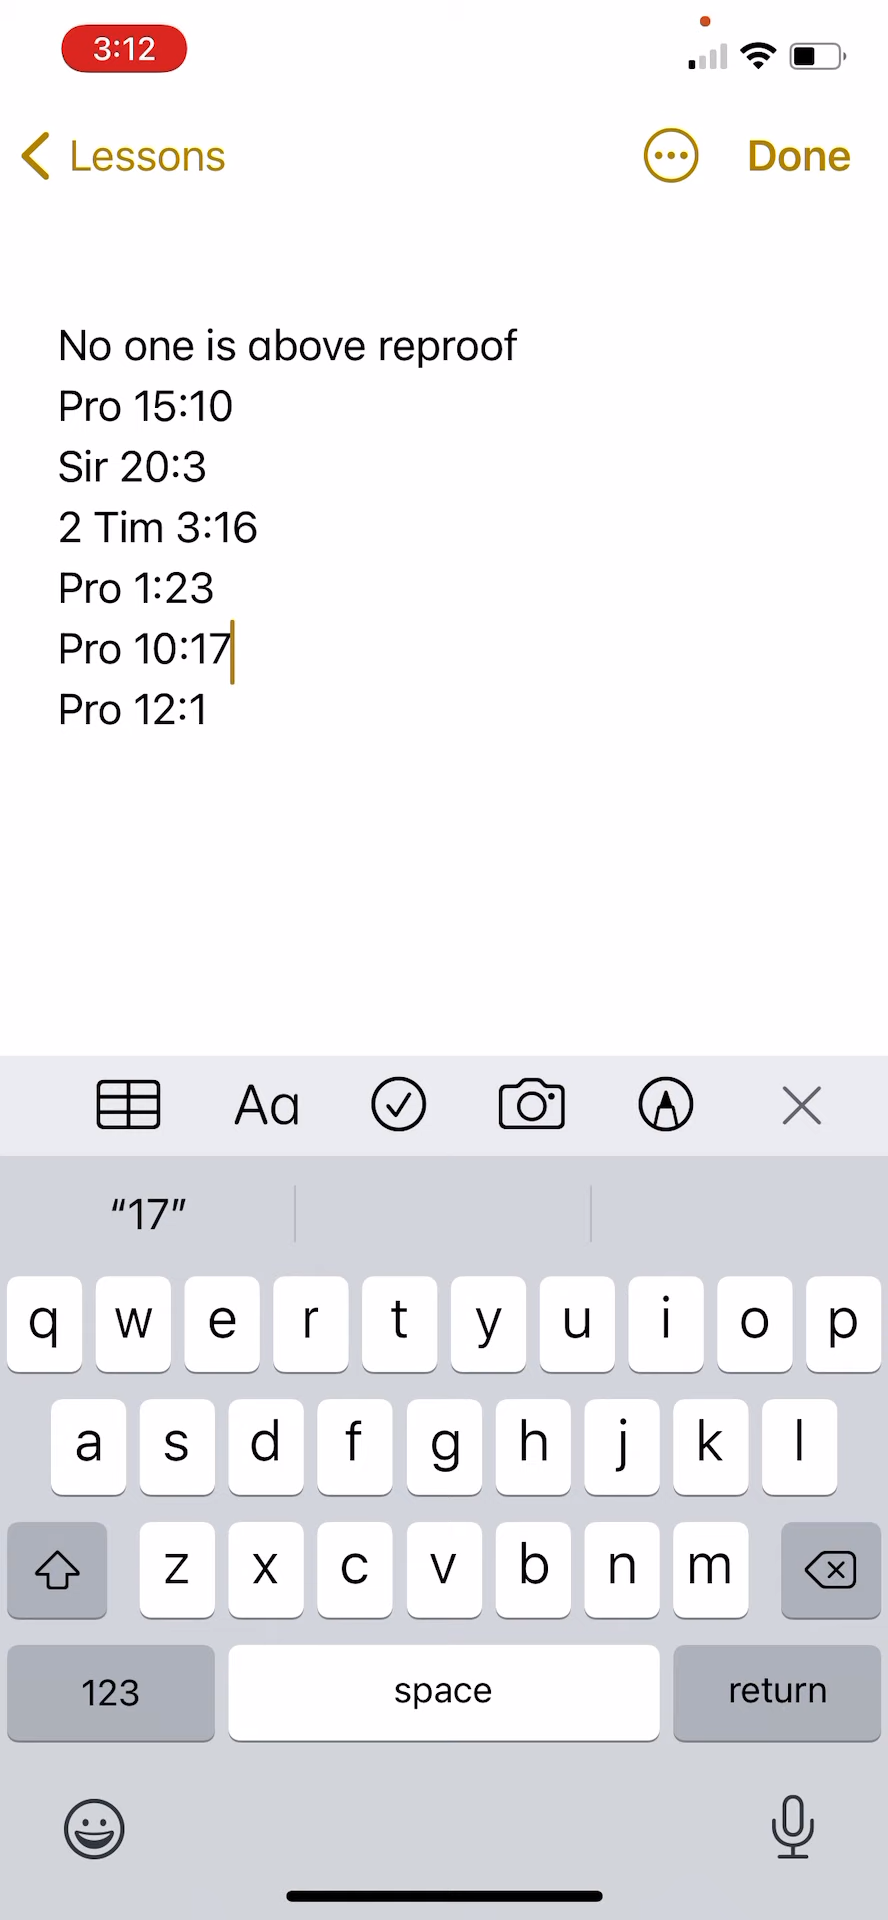 3:12
Lessons
Done
No one is above reproof
Pro 15:10
Sir 20:3
2 Tim 3:16
Pro 1:23
Pro 10:17
Pro 12:1
Aa
“17”
q w e r t y u i o p
a s d f g h j k l
z x c v b n m
123 space return